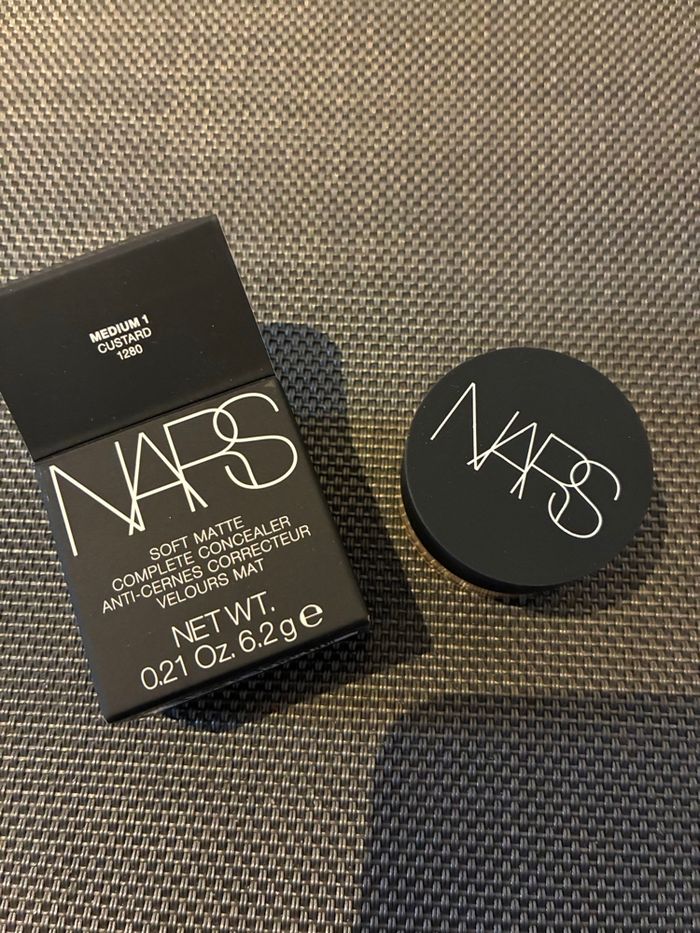 MEDIUM 1
CUSTARD
1280
NARS
SOFT MATTE
COMPLETE CONCEALER
ANTI-CERNES CORRECTEUR
VELOURS MAT
NET WT.
0.21 Oz. 6.2 g ℮
NARS